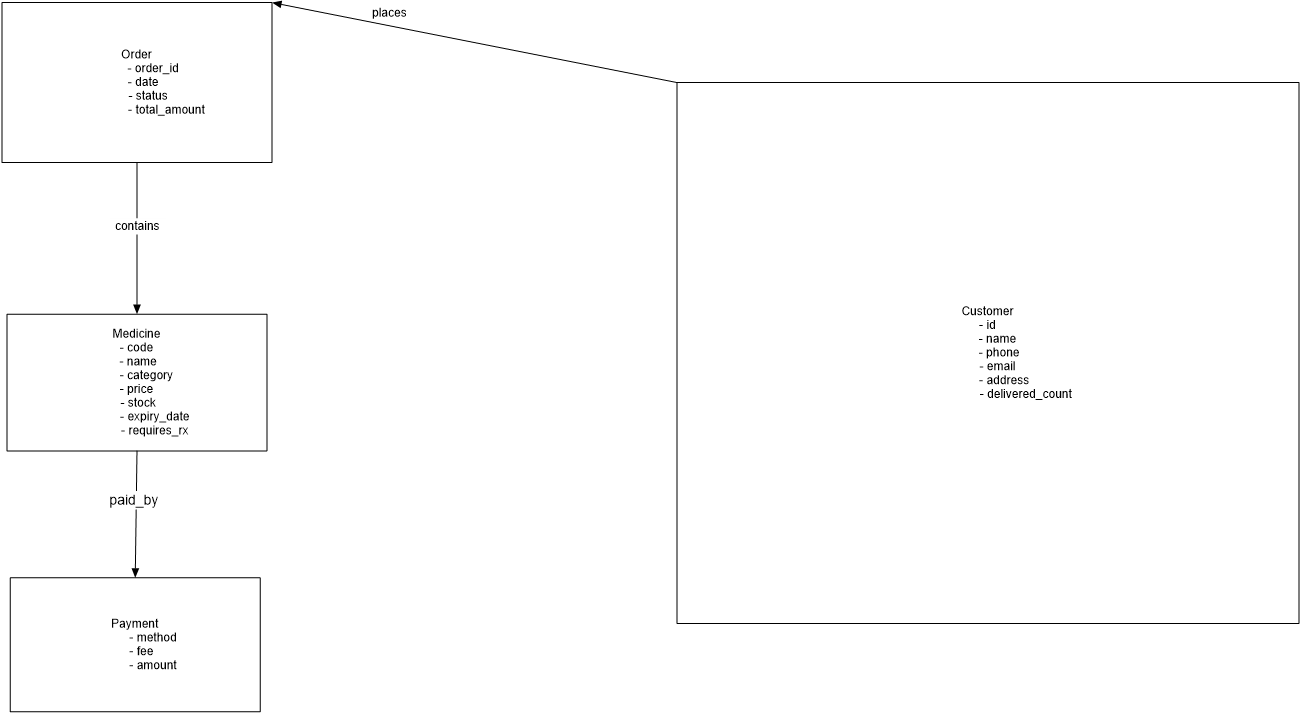 places
Order
- order_id
- date
- status
- total_amount
contains
Medicine
- code
- name
- category
- price
- stock
- expiry_date
- requires_rx
paid_by
Payment
- method
- fee
- amount
Customer
- id
- name
- phone
- email
- address
- delivered_count